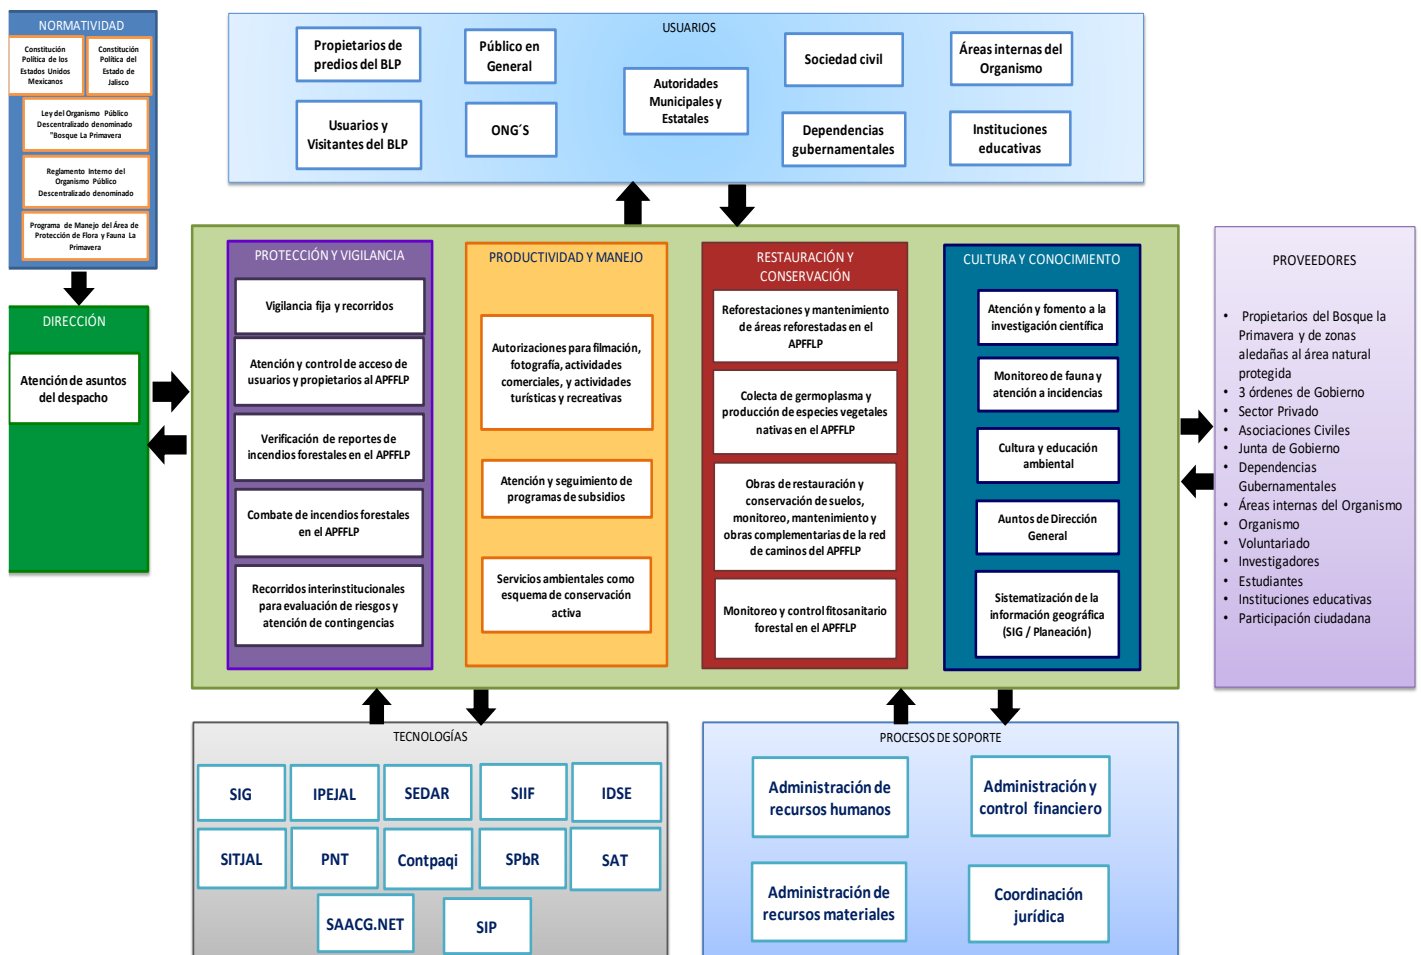 NORMATIVIDAD
Constitución
Política de los
Estados Unidos
Mexicanos
Constitución
Política del
Estado de
Jalisco
Ley del Organismo Público
Descentralizado denominado
"Bosque La Primavera
Reglamento Interno del
Organismo Público
Descentralizado denominado
Programa de Manejo del Área de
Protección de Flora y Fauna La
Primavera
USUARIOS
Propietarios de
predios del BLP
Público en
General
Autoridades
Municipales y
Estatales
Sociedad civil
Áreas internas del
Organismo
Usuarios y
Visitantes del BLP
ONG´S
Dependencias
gubernamentales
Instituciones
educativas
DIRECCIÓN
Atención de asuntos
del despacho
PROTECCIÓN Y VIGILANCIA
Vigilancia fija y recorridos
Atención y control de acceso de
usuarios y propietarios al APFFLP
Verificación de reportes de
incendios forestales en el APFFLP
Combate de incendios forestales
en el APFFLP
Recorridos interinstitucionales
para evaluación de riesgos y
atención de contingencias
PRODUCTIVIDAD Y MANEJO
Autorizaciones para filmación,
fotografía, actividades
comerciales, y actividades
turísticas y recreativas
Atención y seguimiento de
programas de subsidios
Servicios ambientales como
esquema de conservación
activa
RESTAURACIÓN Y
CONSERVACIÓN
Reforestaciones y mantenimiento
de áreas reforestadas en el
APFFLP
Colecta de germoplasma y
producción de especies vegetales
nativas en el APFFLP
Obras de restauración y
conservación de suelos,
monitoreo, mantenimiento y
obras complementarias de la red
de caminos del APFFLP
Monitoreo y control fitosanitario
forestal en el APFFLP
CULTURA Y CONOCIMIENTO
Atención y fomento a la
investigación científica
Monitoreo de fauna y
atención a incidencias
Cultura y educación
ambiental
Auntos de Dirección
General
Sistematización de la
información geográfica
(SIG / Planeación)
PROVEEDORES
• Propietarios del Bosque la
Primavera y de zonas
aledañas al área natural
protegida
• 3 órdenes de Gobierno
• Sector Privado
• Asociaciones Civiles
• Junta de Gobierno
• Dependencias
Gubernamentales
• Áreas internas del Organismo
• Organismo
• Voluntariado
• Investigadores
• Estudiantes
• Instituciones educativas
• Participación ciudadana
TECNOLOGÍAS
SIG
IPEJAL
SEDAR
SIIF
IDSE
SITJAL
PNT
Contpaqi
SPbR
SAT
SAACG.NET
SIP
PROCESOS DE SOPORTE
Administración de
recursos humanos
Administración y
control financiero
Administración de
recursos materiales
Coordinación
jurídica